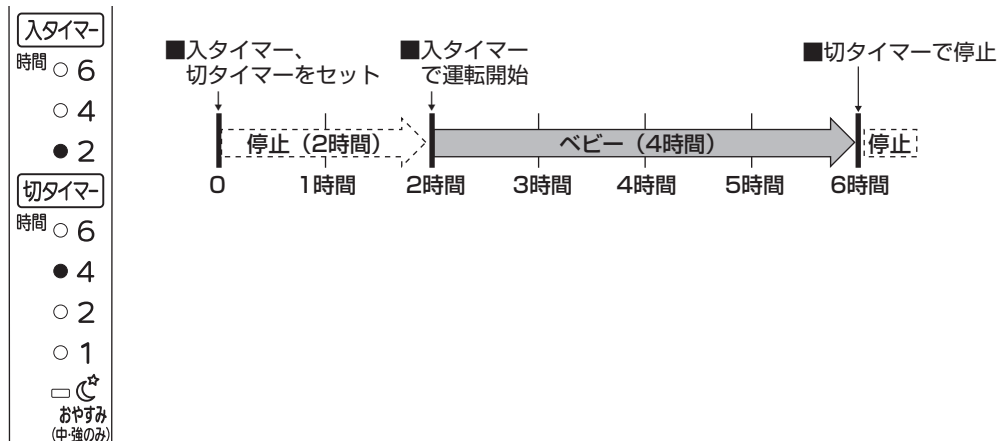 入タイマー
時間 ○ 6
○ 4
● 2
切タイマー
時間 ○ 6
● 4
○ 2
○ 1
おやすみ
(中・強のみ)
■入タイマー、
切タイマーをセット
■入タイマー
で運転開始
■切タイマーで停止
停止（2時間）
ベビー（4時間）
停止
0 1時間 2時間 3時間 4時間 5時間 6時間